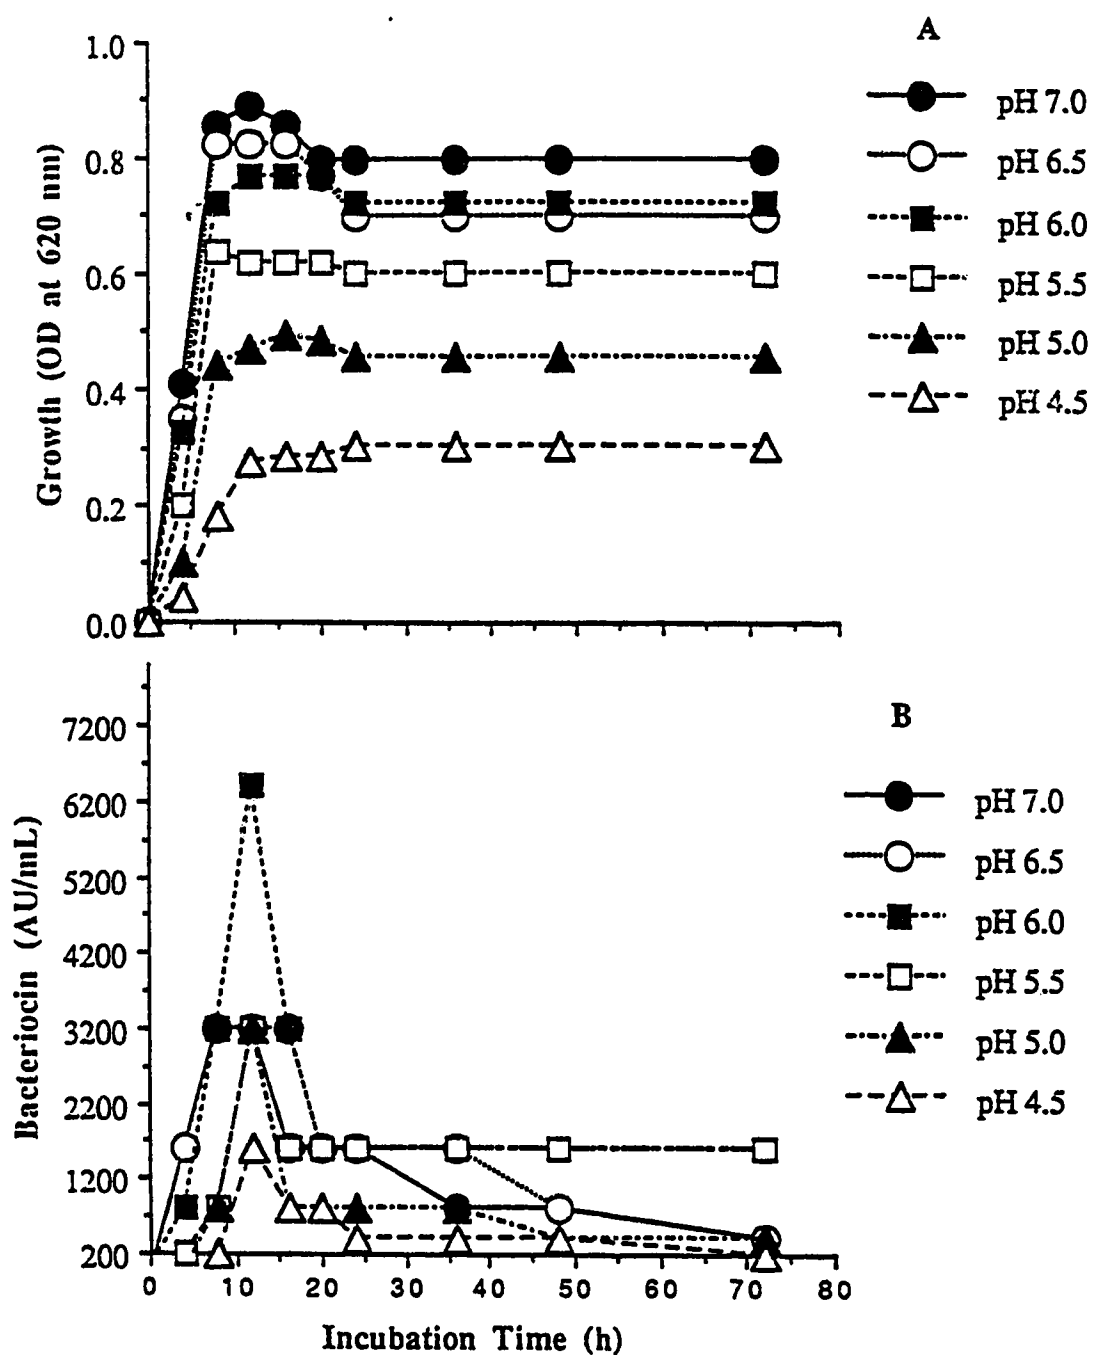 A
1.0
0.8
0.6
0.4
0.2
0.0
Growth (OD at 620 nm)
pH 7.0
pH 6.5
pH 6.0
pH 5.5
pH 5.0
pH 4.5
B
7200
6200
5200
4200
3200
2200
1200
200
Bacteriocin (AU/mL)
pH 7.0
pH 6.5
pH 6.0
pH 5.5
pH 5.0
pH 4.5
0 10 20 30 40 50 60 70 80
Incubation Time (h)